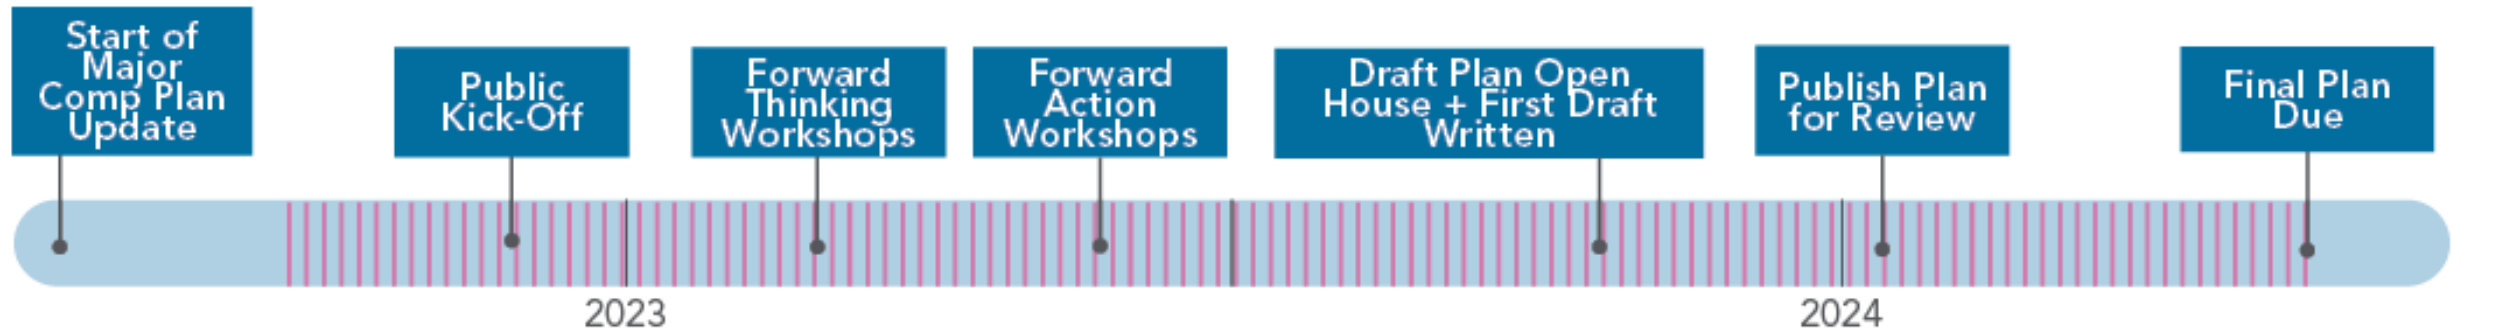 Start of
Major
Comp Plan
Update
Public
Kick-Off
Forward
Thinking
Workshops
Forward
Action
Workshops
Draft Plan Open
House + First Draft
Written
Publish Plan
for Review
Final Plan
Due
2023
2024